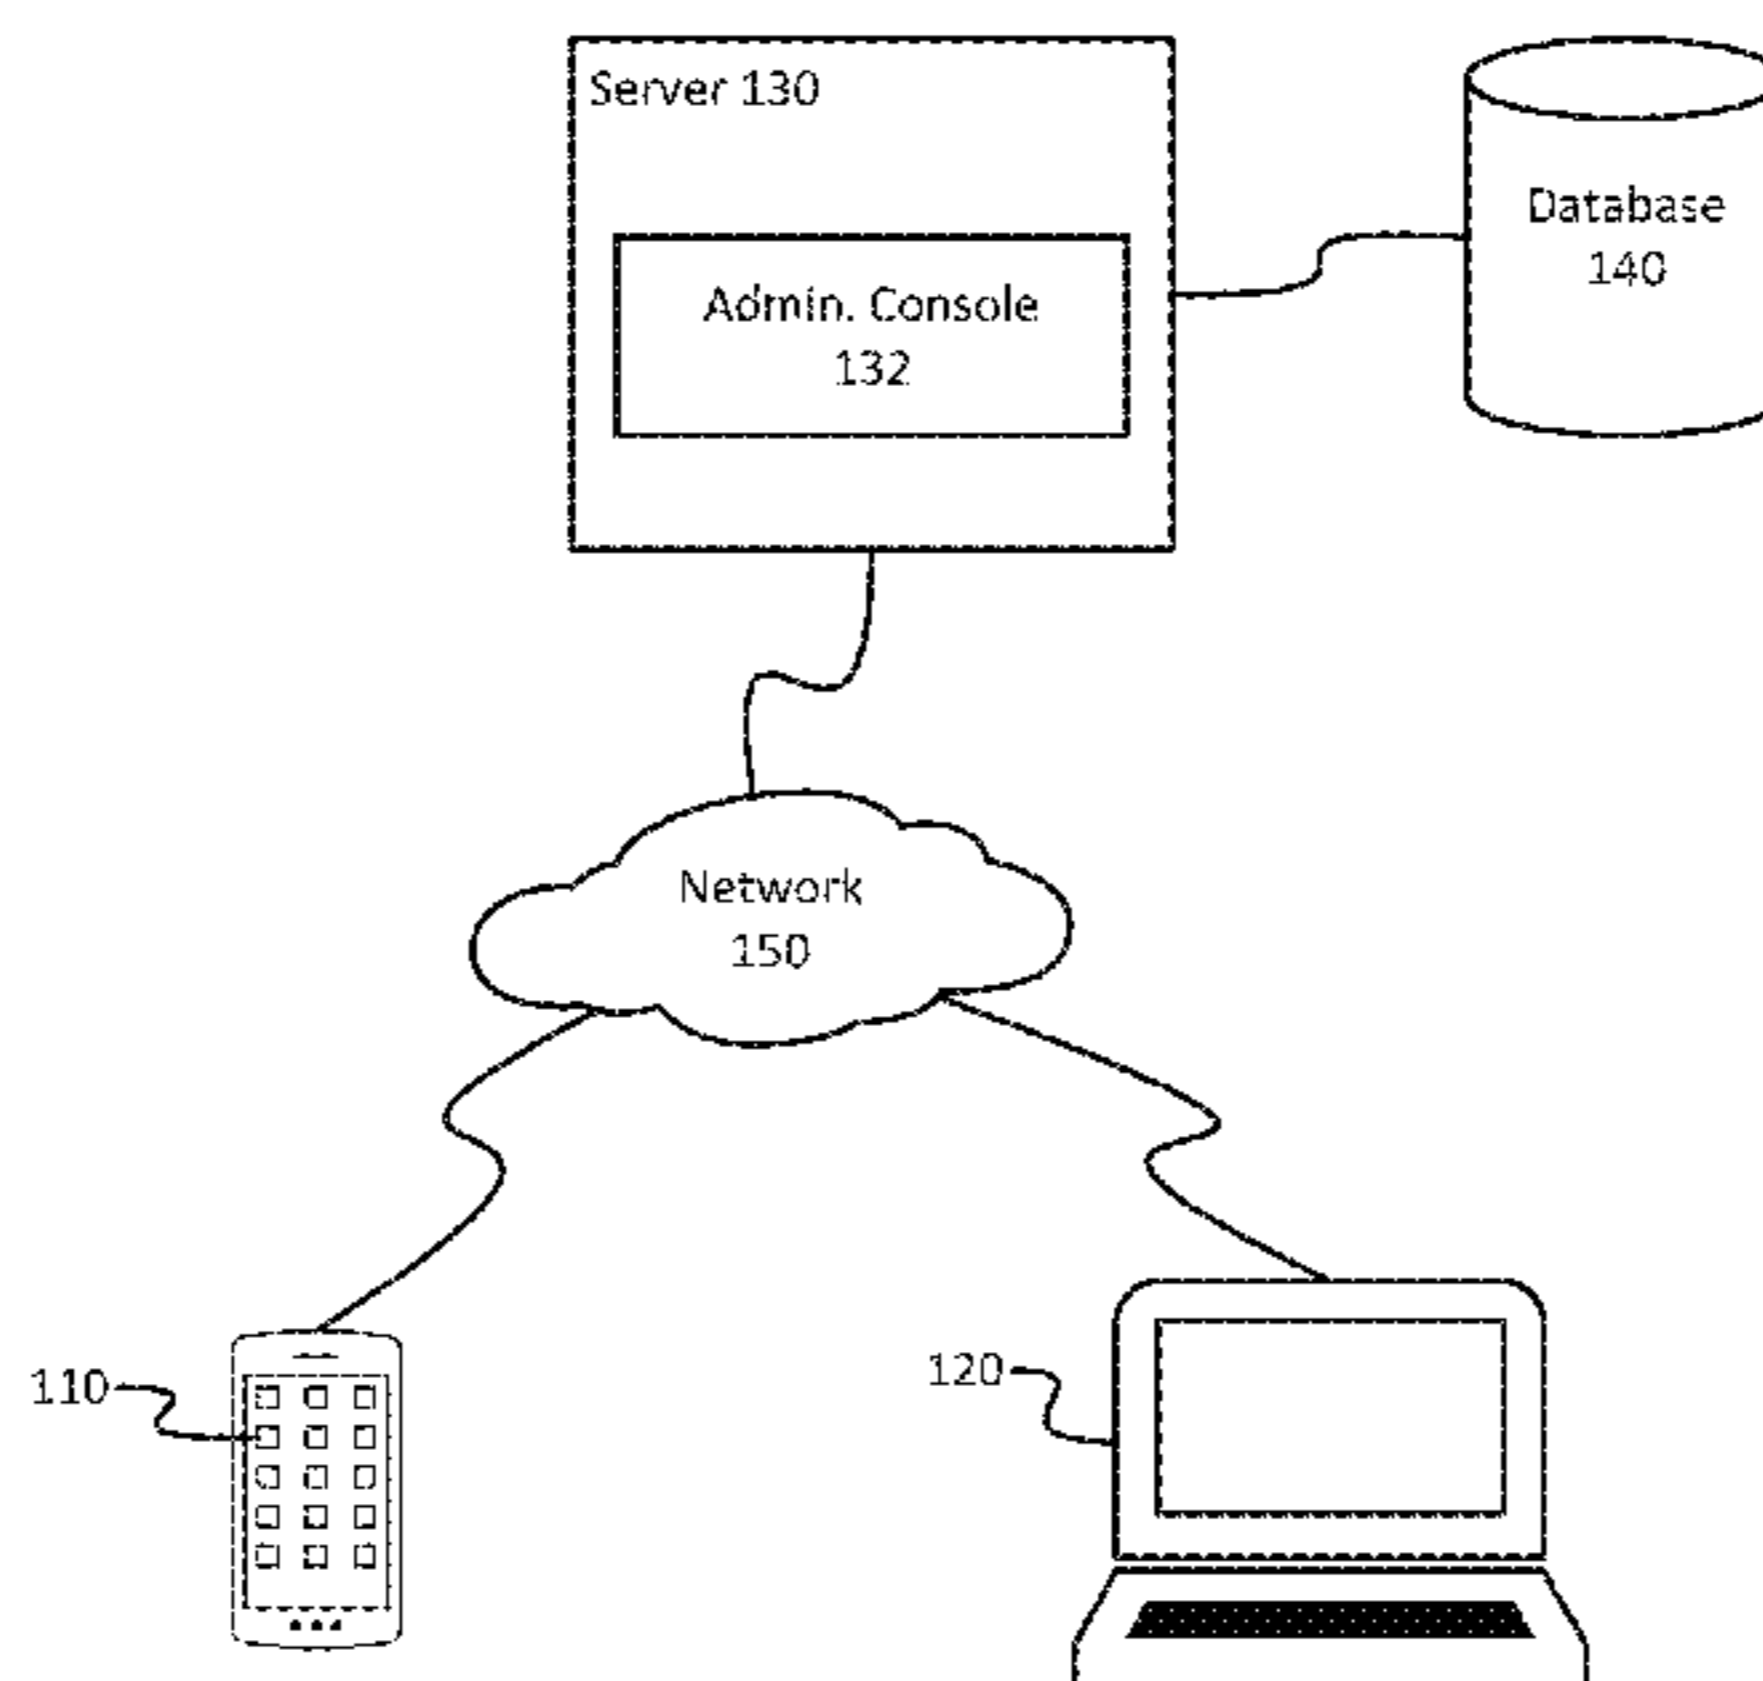 Server 130
Admin. Console
132
Database
140
Network
150
110
120